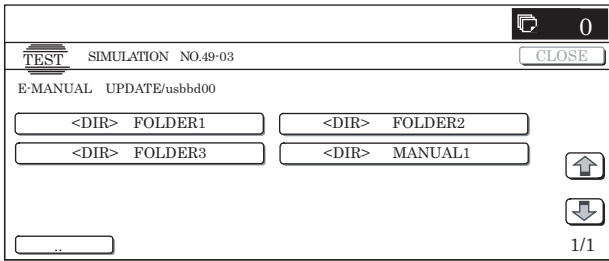 0
TEST SIMULATION NO.49-03 CLOSE
E-MANUAL UPDATE/usbbd00
<DIR> FOLDER1 <DIR> FOLDER2
<DIR> FOLDER3 <DIR> MANUAL1
.. 1/1